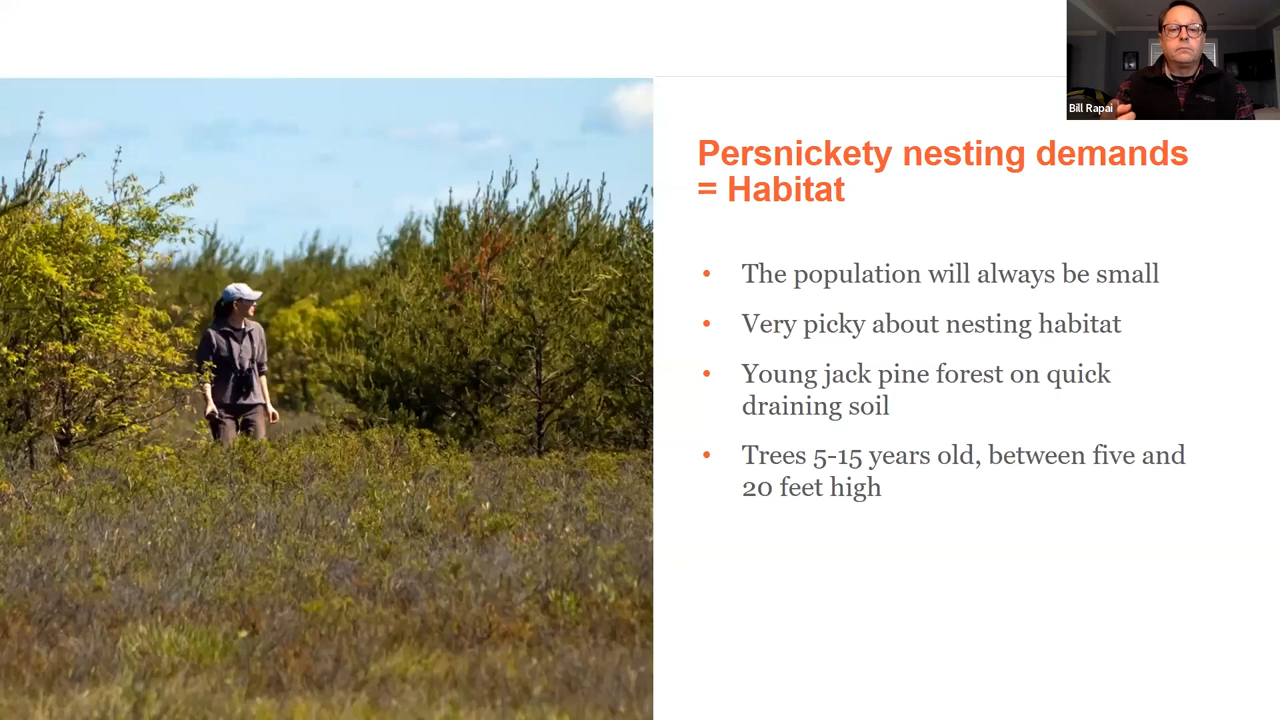 Bill Rapai
Persnickety nesting demands
= Habitat
• The population will always be small
• Very picky about nesting habitat
• Young jack pine forest on quick
draining soil
• Trees 5-15 years old, between five and
20 feet high